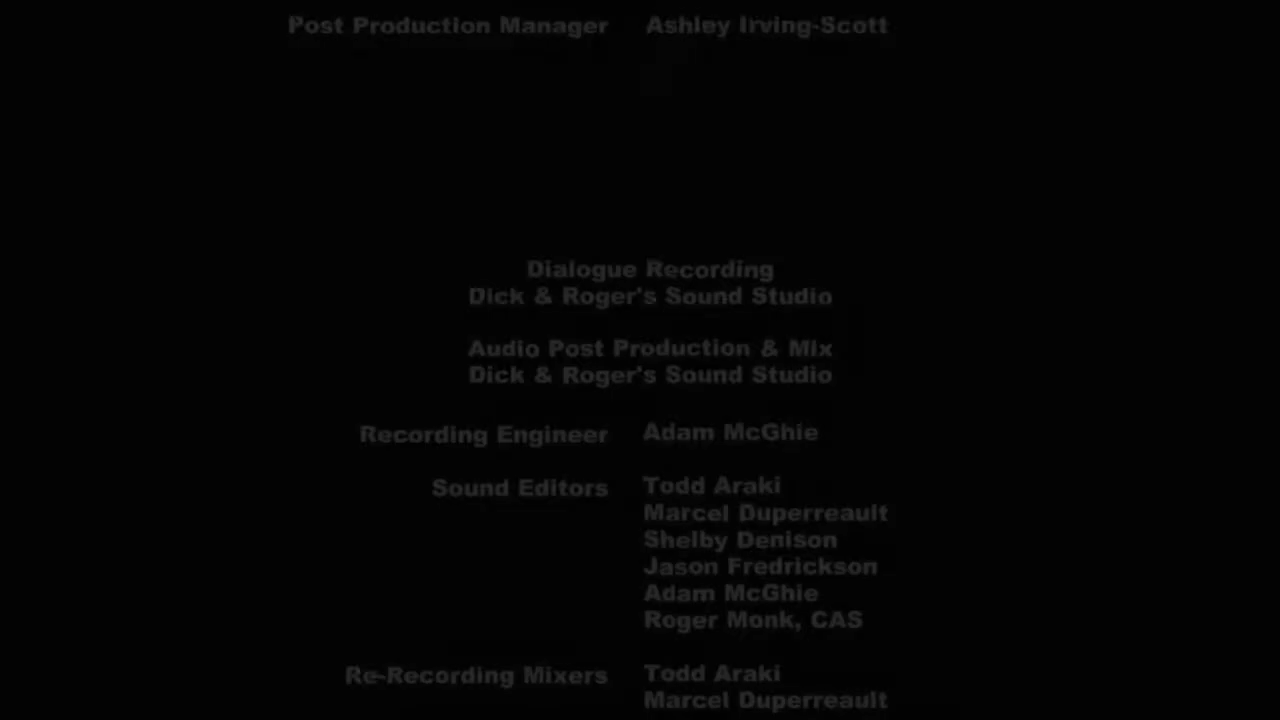 Post Production Manager Ashley Irving-Scott
Dialogue Recording
Dick & Roger's Sound Studio
Audio Post Production & Mix
Dick & Roger's Sound Studio
Recording Engineer Adam McGhie
Sound Editors Todd Araki
Marcel Duperreault
Shelby Denison
Jason Fredrickson
Adam McGhie
Roger Monk, CAS
Re-Recording Mixers Todd Araki
Marcel Duperreault